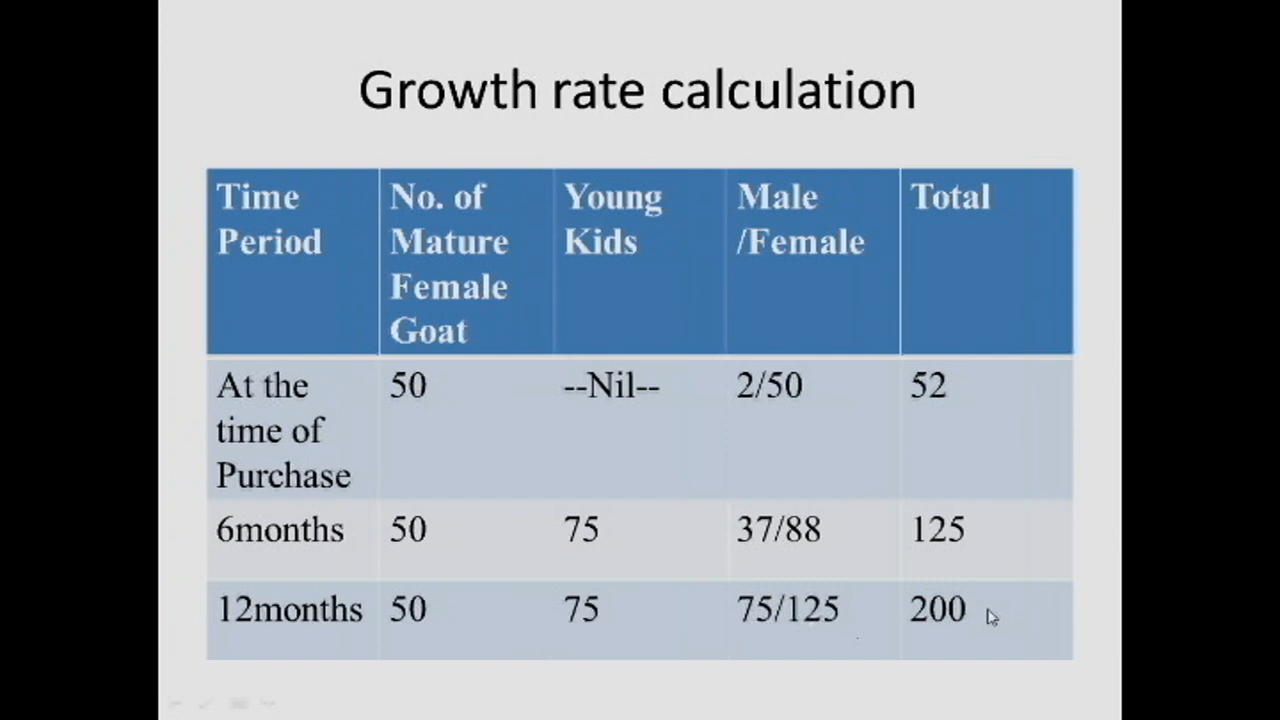 Growth rate calculation
Time Period | No. of Mature Female Goat | Young Kids | Male /Female | Total
At the time of Purchase | 50 | --Nil-- | 2/50 | 52
6months | 50 | 75 | 37/88 | 125
12months | 50 | 75 | 75/125 | 200